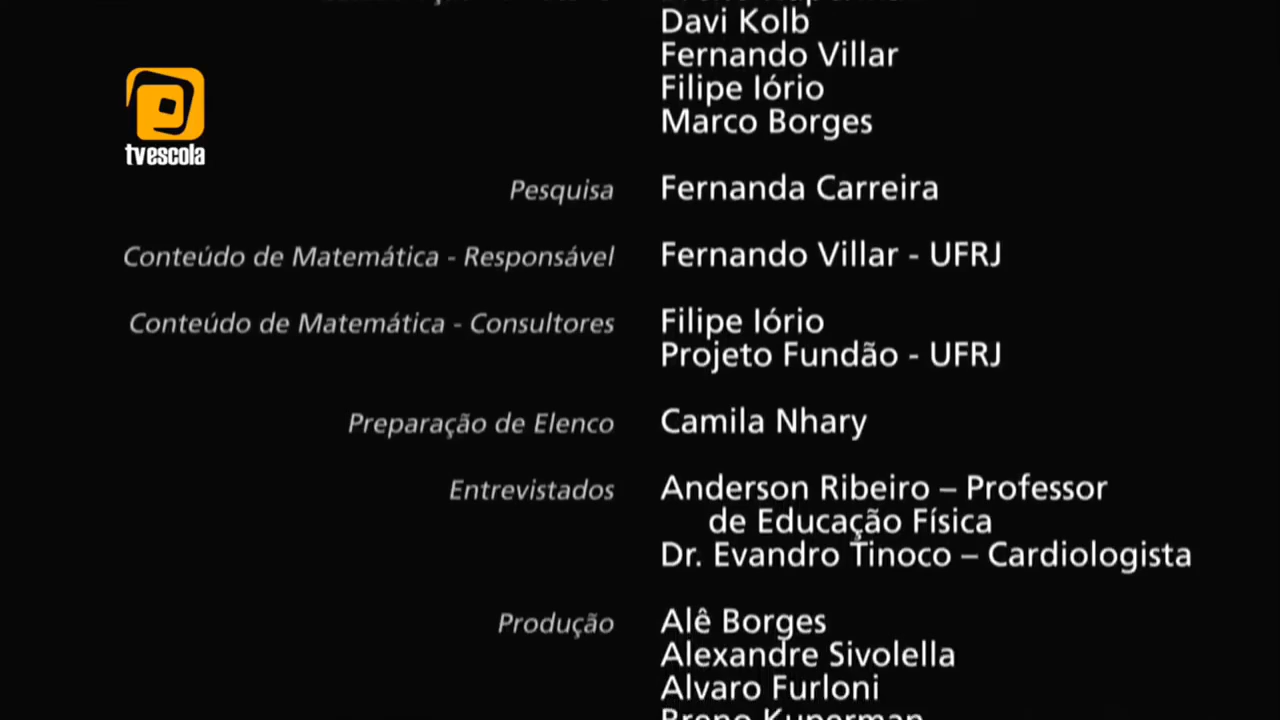 Davi Kolb
Fernando Villar
Filipe Iório
Marco Borges
tvescola
Pesquisa Fernanda Carreira
Conteúdo de Matemática - Responsável Fernando Villar - UFRJ
Conteúdo de Matemática - Consultores Filipe Iório
Projeto Fundão - UFRJ
Preparação de Elenco Camila Nhary
Entrevistados Anderson Ribeiro – Professor
de Educação Física
Dr. Evandro Tinoco – Cardiologista
Produção Alê Borges
Alexandre Sivolella
Alvaro Furloni
Breno Kuperman